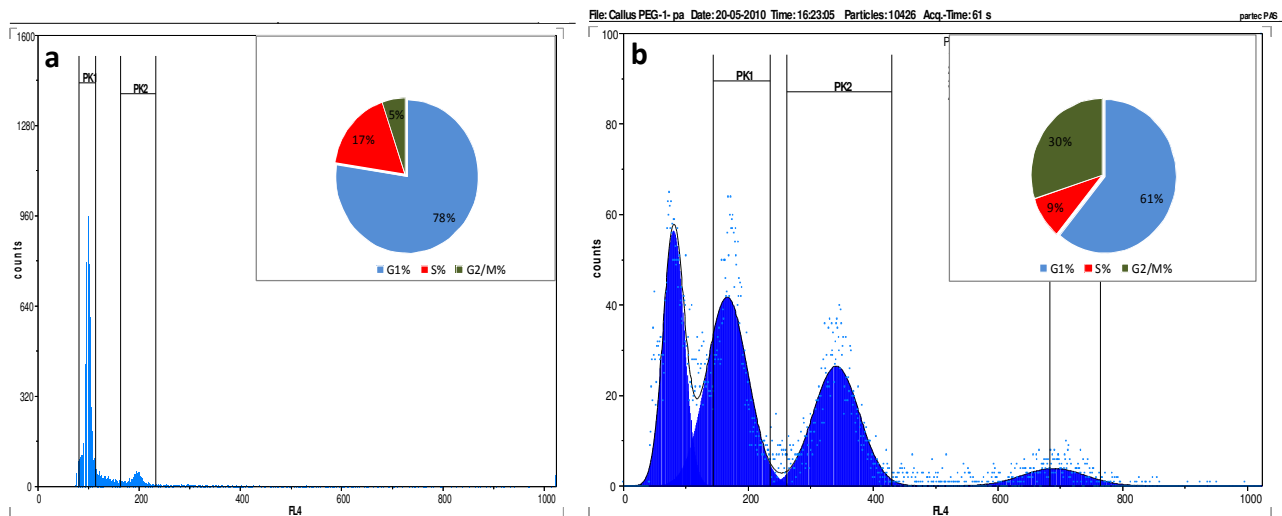 File: Callus PEG-1- pa Date: 20-05-2010 Time: 16:23:05 Particles: 10426 Acq.-Time: 61 s
partec PAS
a
1600
1280
960
640
320
0
counts
PK1
PK2
0
200
400
600
800
1000
FL4
5%
17%
78%
G1% S% G2/M%
b
100
80
60
40
20
0
counts
PK1
PK2
0
200
400
600
800
1000
FL4
30%
9%
61%
G1% S% G2/M%